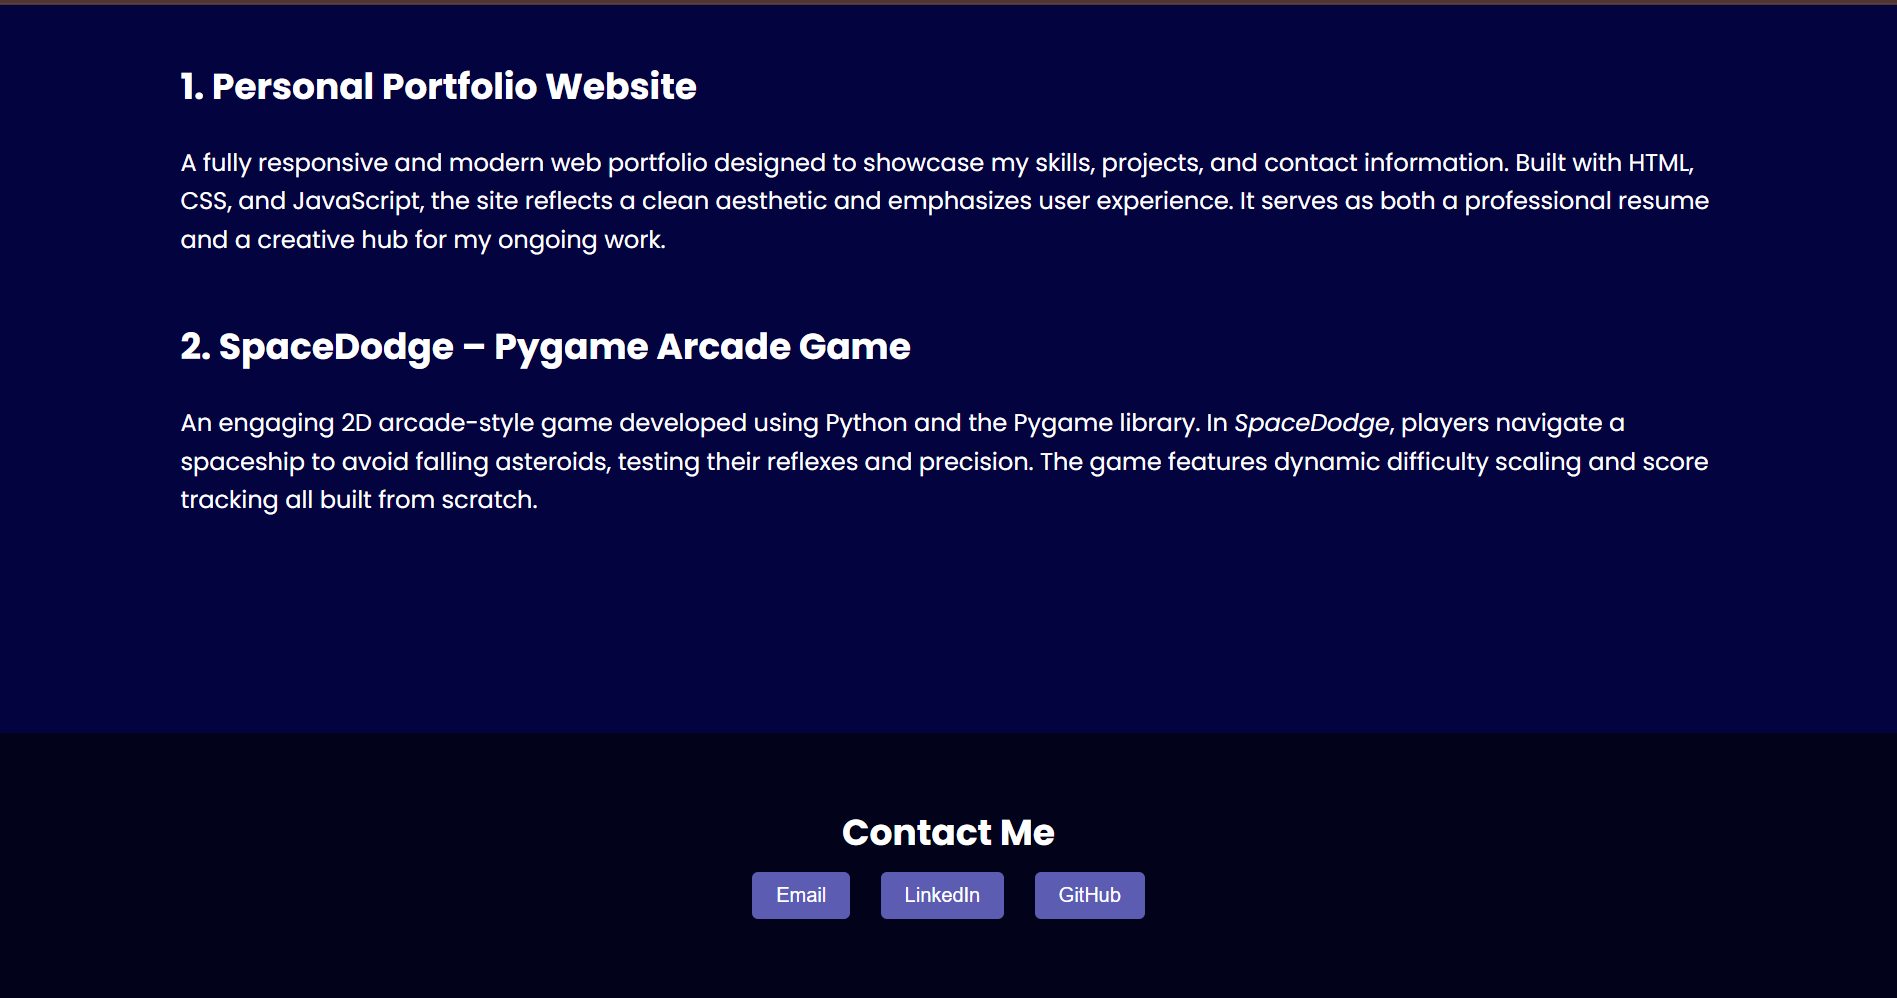 1. Personal Portfolio Website
A fully responsive and modern web portfolio designed to showcase my skills, projects, and contact information. Built with HTML,
CSS, and JavaScript, the site reflects a clean aesthetic and emphasizes user experience. It serves as both a professional resume
and a creative hub for my ongoing work.
2. SpaceDodge – Pygame Arcade Game
An engaging 2D arcade-style game developed using Python and the Pygame library. In SpaceDodge, players navigate a
spaceship to avoid falling asteroids, testing their reflexes and precision. The game features dynamic difficulty scaling and score
tracking all built from scratch.
Contact Me
Email LinkedIn GitHub